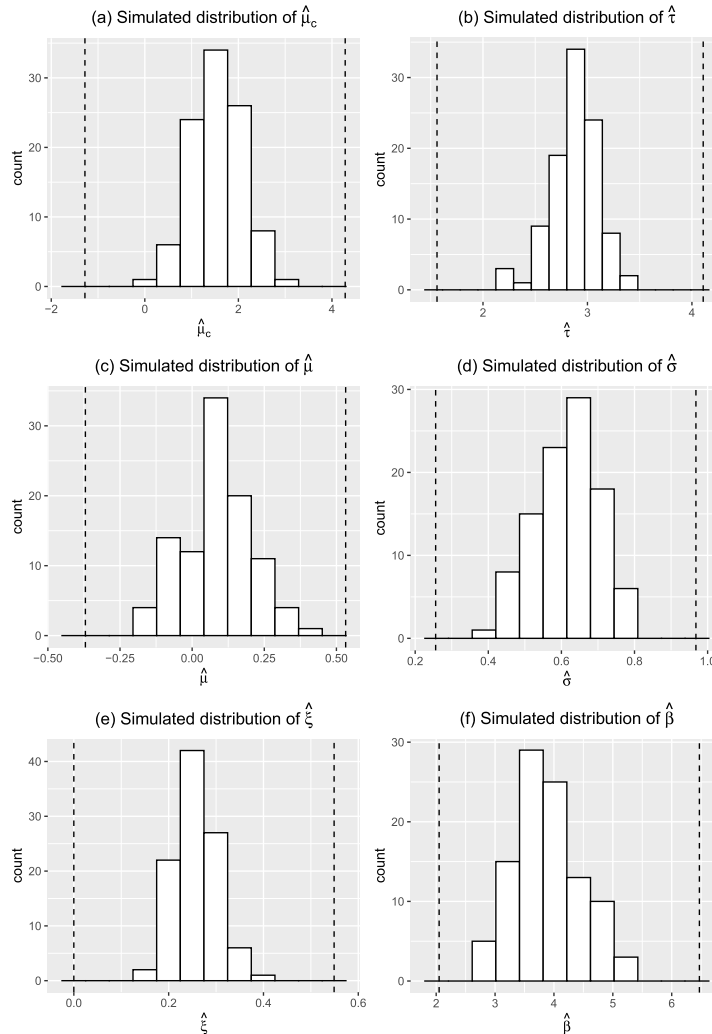 (a) Simulated distribution of μ̂c
(b) Simulated distribution of τ̂
30
20
10
0
count
−2 0 2 4
μ̂c
30
20
10
0
count
2 3 4
τ̂
(c) Simulated distribution of μ̂
(d) Simulated distribution of σ̂
30
20
10
0
count
−0.50 −0.25 0.00 0.25 0.50
μ̂
30
20
10
0
count
0.2 0.4 0.6 0.8 1.0
σ̂
(e) Simulated distribution of ξ̂
(f) Simulated distribution of β̂
40
30
20
10
0
count
0.0 0.2 0.4 0.6
ξ̂
30
20
10
0
count
2 3 4 5 6
β̂